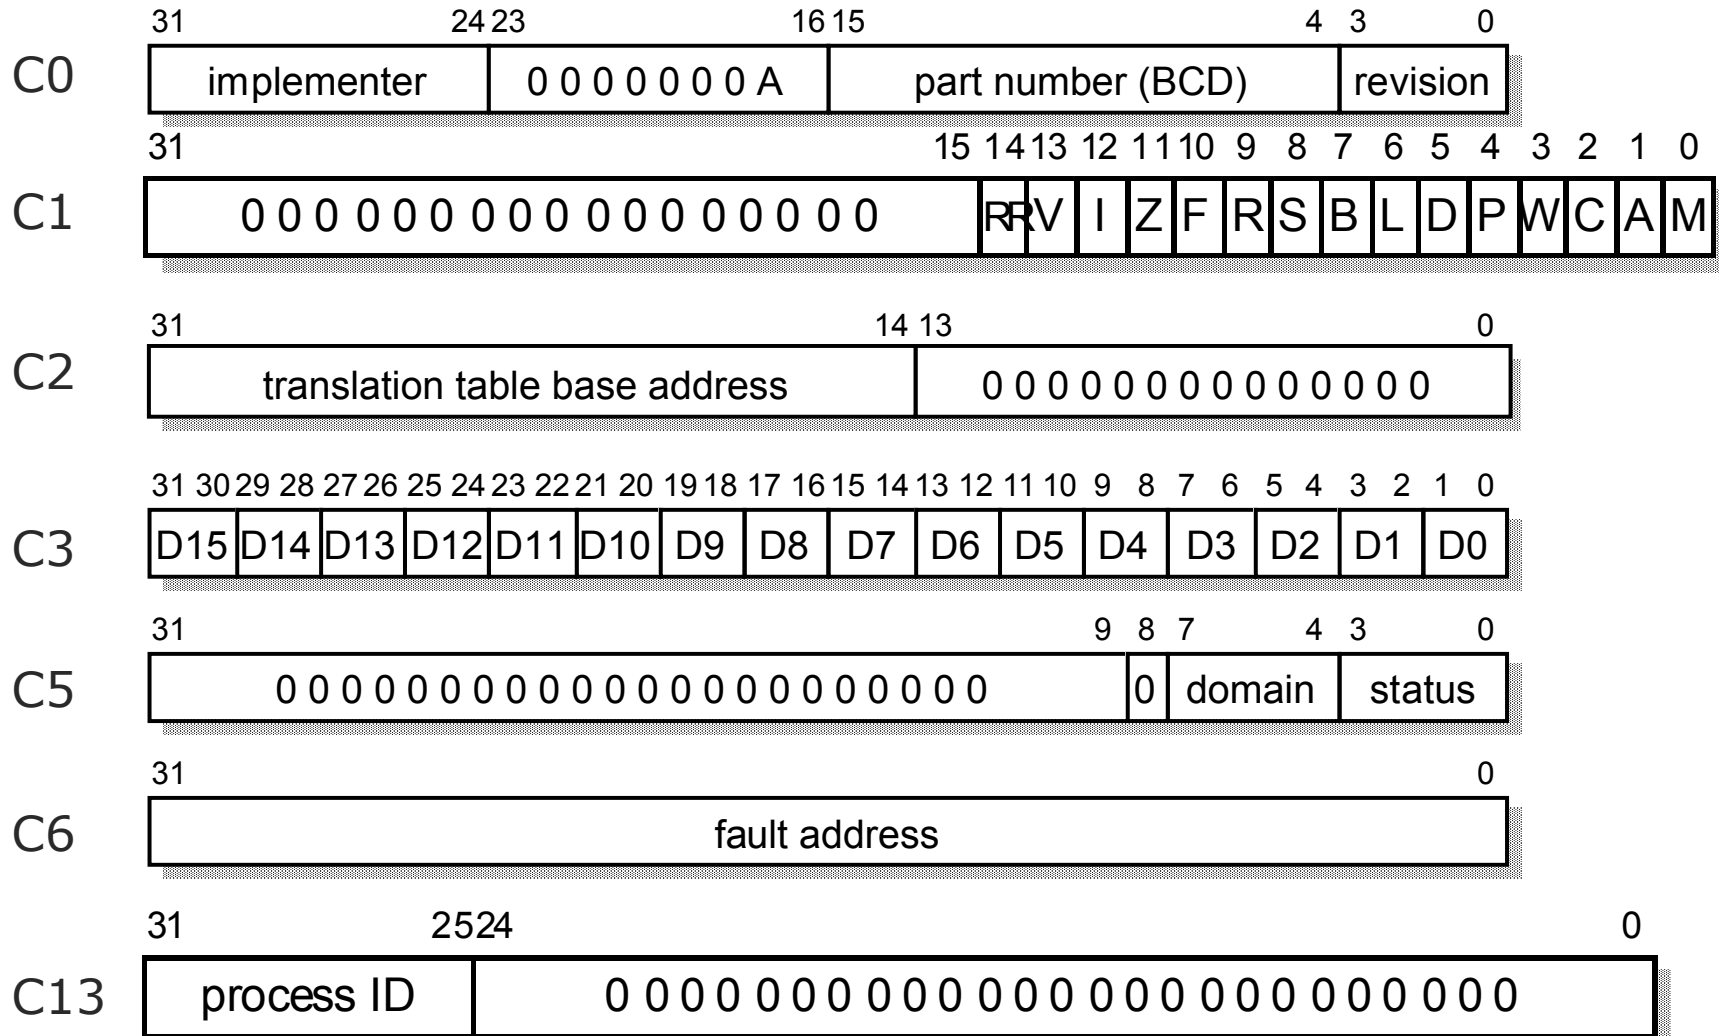 31 24 23 16 15 4 3 0
C0 implementer 0 0 0 0 0 0 0 A part number (BCD) revision
31 15 14 13 12 11 10 9 8 7 6 5 4 3 2 1 0
C1 0 0 0 0 0 0 0 0 0 0 0 0 0 0 0 0 0 RR V I Z F R S B L D P W C A M
31 14 13 0
C2 translation table base address 0 0 0 0 0 0 0 0 0 0 0 0 0 0
31 30 29 28 27 26 25 24 23 22 21 20 19 18 17 16 15 14 13 12 11 10 9 8 7 6 5 4 3 2 1 0
C3 D15 D14 D13 D12 D11 D10 D9 D8 D7 D6 D5 D4 D3 D2 D1 D0
31 9 8 7 4 3 0
C5 0 0 0 0 0 0 0 0 0 0 0 0 0 0 0 0 0 0 0 0 0 0 0 domain status
31 0
C6 fault address
31 25 24 0
C13 process ID 0 0 0 0 0 0 0 0 0 0 0 0 0 0 0 0 0 0 0 0 0 0 0 0 0